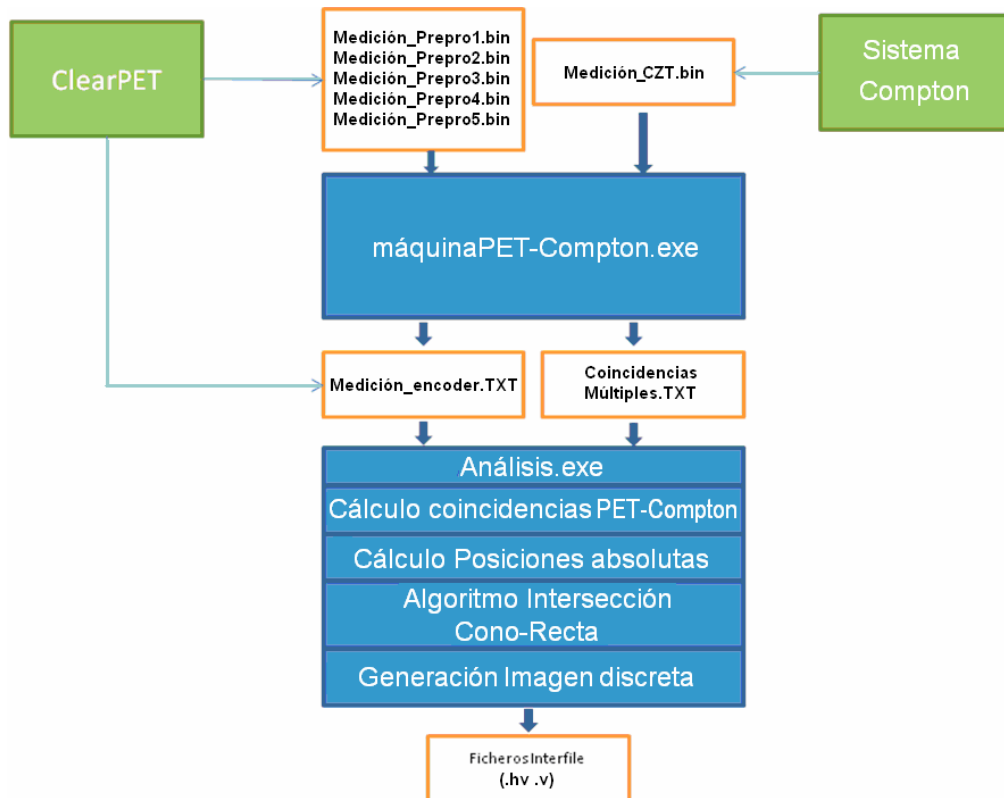 ClearPET
Medición_Prepro1.bin
Medición_Prepro2.bin
Medición_Prepro3.bin
Medición_Prepro4.bin
Medición_Prepro5.bin
Medición_CZT.bin
Sistema
Compton
máquinaPET-Compton.exe
Medición_encoder.TXT
Coincidencias
Múltiples.TXT
Análisis.exe
Cálculo coincidencias PET-Compton
Cálculo Posiciones absolutas
Algoritmo Intersección
Cono-Recta
Generación Imagen discreta
FicherosInterfile
(.hv .v)